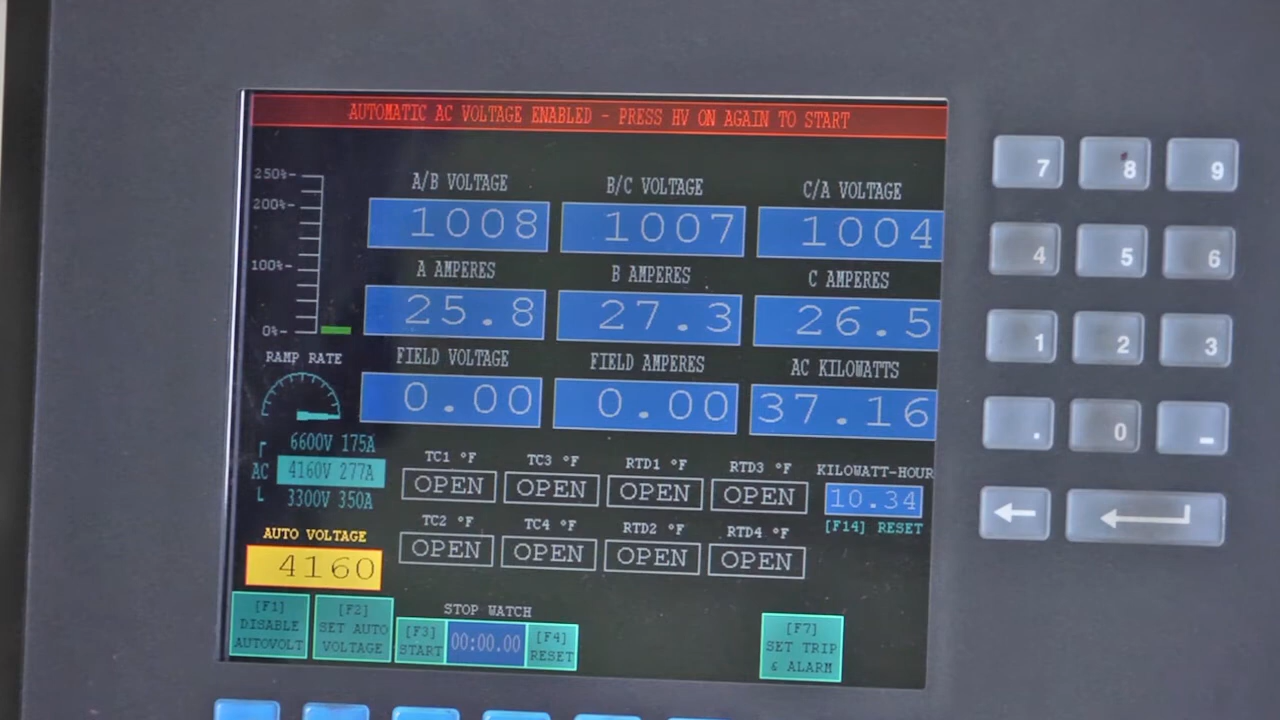 AUTOMATIC AC VOLTAGE ENABLED - PRESS HV ON AGAIN TO START
250%-
200%-
100%-
0%-
A/B VOLTAGE B/C VOLTAGE C/A VOLTAGE
1008 1007 1004
A AMPERES B AMPERES C AMPERES
25.8 27.3 26.5
FIELD VOLTAGE FIELD AMPERES AC KILOWATTS
0.00 0.00 37.16
RAMP RATE
6600V 175A
AC 4160V 277A
3300V 350A
TC1 °F TC3 °F RTD1 °F RTD3 °F KILOWATT-HOUR
OPEN OPEN OPEN OPEN 10.34
[F14] RESET
TC2 °F TC4 °F RTD2 °F RTD4 °F
OPEN OPEN OPEN OPEN
AUTO VOLTAGE
4160
[F1]
DISABLE
AUTOVOLT
[F2]
SET AUTO
VOLTAGE
STOP WATCH
[F3]
START
00:00.00
[F4]
RESET
[F7]
SET TRIP
& ALARM
7 8 9
4 5 6
1 2 3
. 0 -